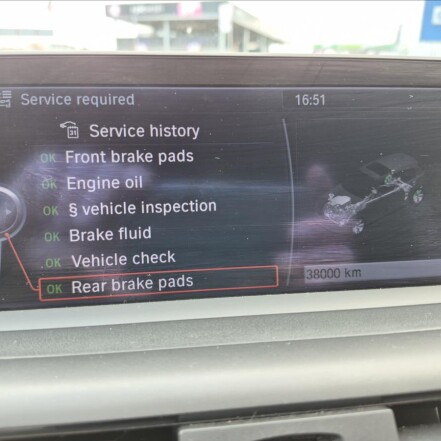 Service required 16:51
31 Service history
OK Front brake pads
OK Engine oil
OK § vehicle inspection
OK Brake fluid
OK Vehicle check
OK Rear brake pads
38000 km